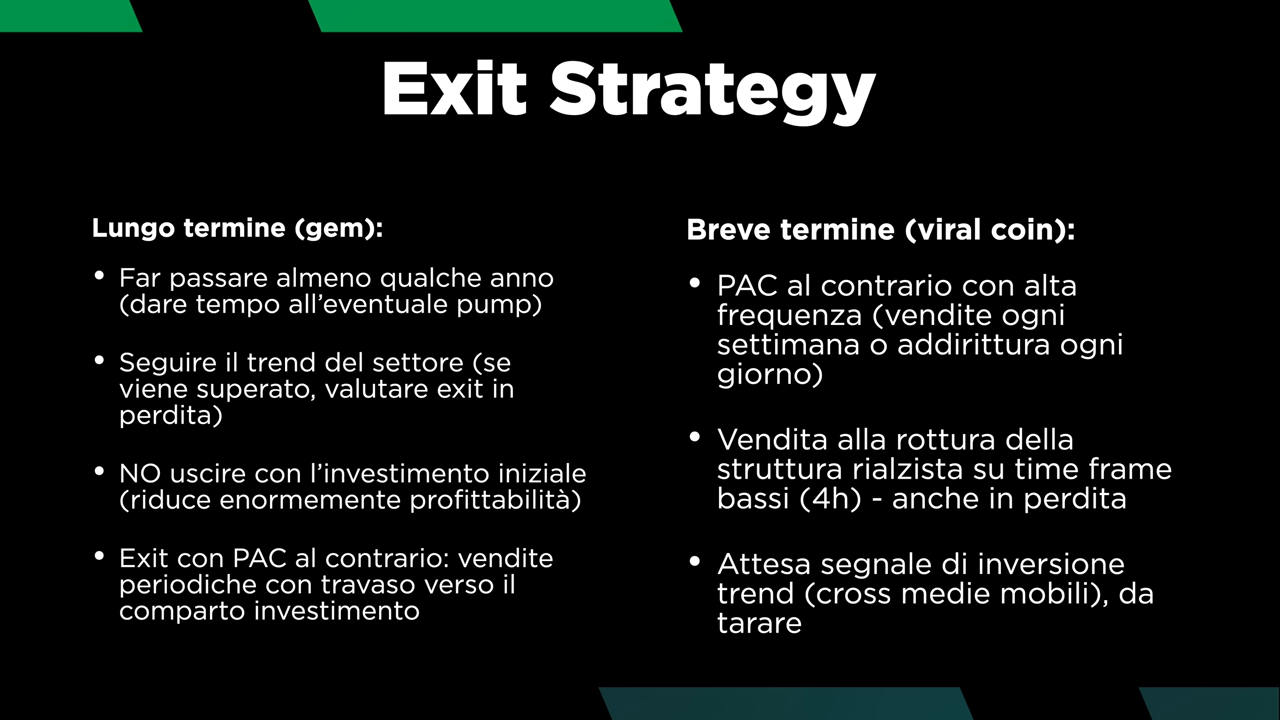 Exit Strategy
Lungo termine (gem):
• Far passare almeno qualche anno
(dare tempo all’eventuale pump)
• Seguire il trend del settore (se
viene superato, valutare exit in
perdita)
• NO uscire con l’investimento iniziale
(riduce enormemente profittabilità)
• Exit con PAC al contrario: vendite
periodiche con travaso verso il
comparto investimento
Breve termine (viral coin):
• PAC al contrario con alta
frequenza (vendite ogni
settimana o addirittura ogni
giorno)
• Vendita alla rottura della
struttura rialzista su time frame
bassi (4h) - anche in perdita
• Attesa segnale di inversione
trend (cross medie mobili), da
tarare